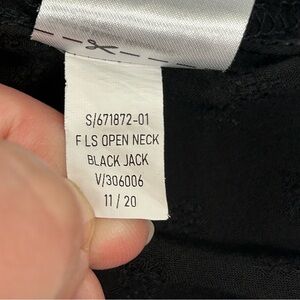 S/671872-01
F LS OPEN NECK
BLACK JACK
V/306006
11 / 20